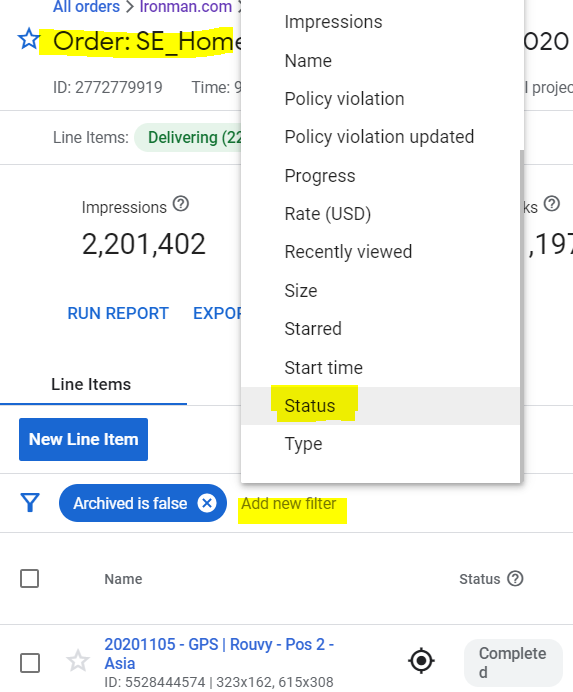 All orders > Ironman.com >
Order: SE_Home 020
ID: 2772779919 Time: 9 l projec
Line Items: Delivering (22
Impressions ks
2,201,402 ,197
RUN REPORT EXPOR
Impressions
Name
Policy violation
Policy violation updated
Progress
Rate (USD)
Recently viewed
Size
Starred
Start time
Status
Type
Line Items
New Line Item
Archived is false Add new filter
Name Status
20201105 - GPS | Rouvy - Pos 2 -
Asia
ID: 5528444574 | 323x162, 615x308
Complete
d